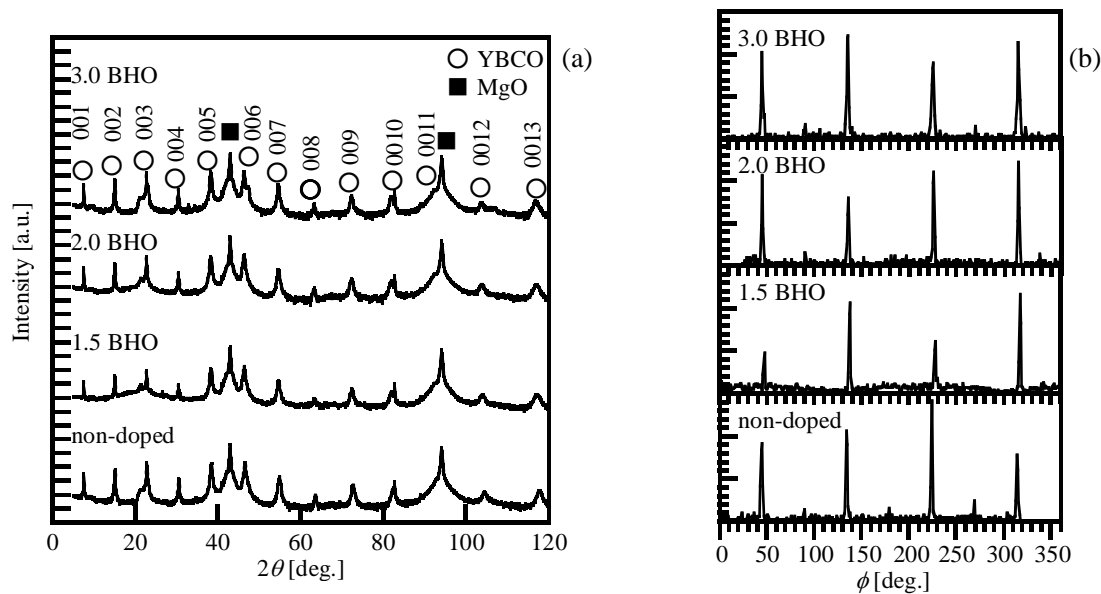 (a)
YBCO
MgO
3.0 BHO
001
002
003
004
005
006
007
008
009
0010
0011
0012
0013
2.0 BHO
1.5 BHO
non-doped
Intensity [a.u.]
0 20 40 60 80 100 120
2θ [deg.]
(b)
3.0 BHO
2.0 BHO
1.5 BHO
non-doped
0 50 100 150 200 250 300 350
ϕ [deg.]